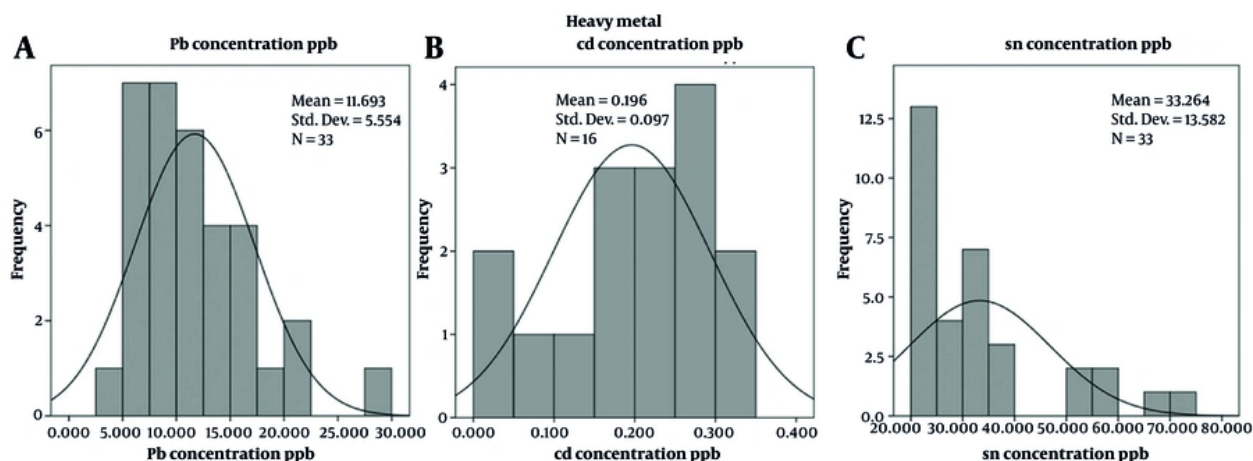 Heavy metal
A
Pb concentration ppb
Mean = 11.693
Std. Dev. = 5.554
N = 33
Frequency
6
4
2
0
0.000 5.000 10.000 15.000 20.000 25.000 30.000
Pb concentration ppb
B
cd concentration ppb
Mean = 0.196
Std. Dev. = 0.097
N = 16
Frequency
4
3
2
1
0
0.000 0.100 0.200 0.300 0.400
cd concentration ppb
C
sn concentration ppb
Mean = 33.264
Std. Dev. = 13.582
N = 33
Frequency
12.5
10.0
7.5
5.0
2.5
0.0
20.000 30.000 40.000 50.000 60.000 70.000 80.000
sn concentration ppb